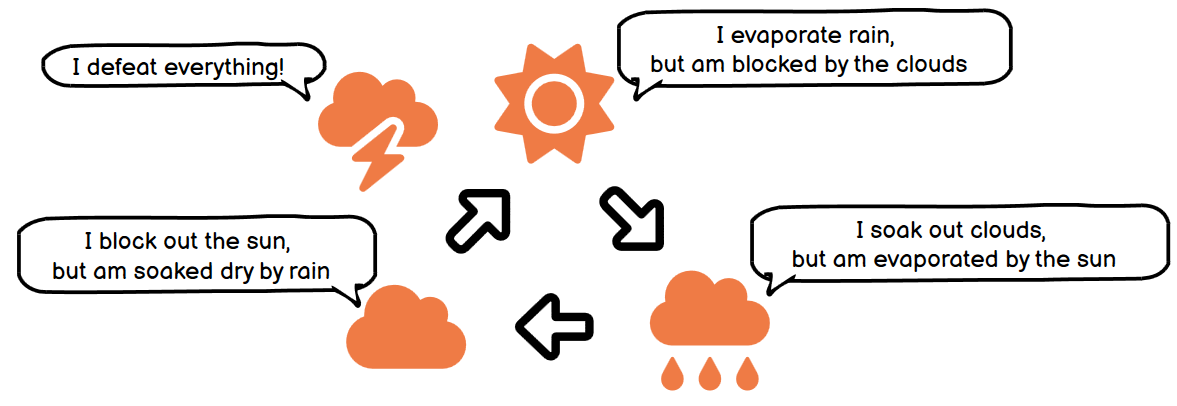 I defeat everything!
I evaporate rain,
but am blocked by the clouds
I block out the sun,
but am soaked dry by rain
I soak out clouds,
but am evaporated by the sun